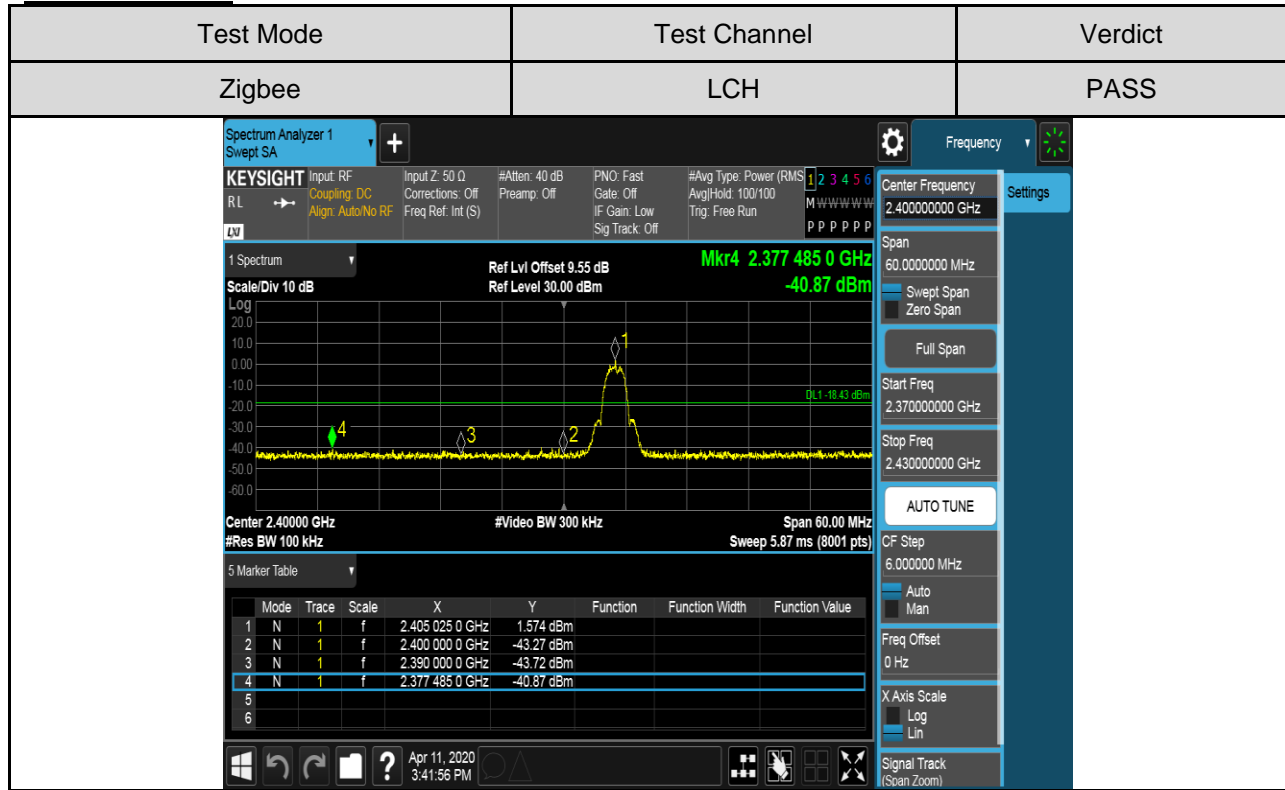 Test Mode Test Channel Verdict
Zigbee LCH PASS
Spectrum Analyzer 1
Swept SA
+
Frequency
KEYSIGHT
RL
LXI
Input: RF
Coupling: DC
Align: Auto/No RF
Input Z: 50 Ω
Corrections: Off
Freq Ref: Int (S)
#Atten: 40 dB
Preamp: Off
PNO: Fast
Gate: Off
IF Gain: Low
Sig Track: Off
#Avg Type: Power (RMS
Avg|Hold: 100/100
Trig: Free Run
1 2 3 4 5 6
M W W W W W
P P P P P P
1 Spectrum
Scale/Div 10 dB
Ref Lvl Offset 9.55 dB
Ref Level 30.00 dBm
Mkr4 2.377 485 0 GHz
-40.87 dBm
Log
20.0
10.0
0.00
-10.0
-20.0
-30.0
-40.0
-50.0
-60.0
1
DL1 -18.43 dBm
4
3
2
Center 2.40000 GHz
#Video BW 300 kHz
Span 60.00 MHz
#Res BW 100 kHz
Sweep 5.87 ms (8001 pts)
5 Marker Table
Mode Trace Scale X Y Function Function Width Function Value
1 N 1 f 2.405 025 0 GHz 1.574 dBm
2 N 1 f 2.400 000 0 GHz -43.27 dBm
3 N 1 f 2.390 000 0 GHz -43.72 dBm
4 N 1 f 2.377 485 0 GHz -40.87 dBm
5
6
?
Apr 11, 2020
3:41:56 PM
Center Frequency
2.400000000 GHz
Settings
Span
60.0000000 MHz
Swept Span
Zero Span
Full Span
Start Freq
2.370000000 GHz
Stop Freq
2.430000000 GHz
AUTO TUNE
CF Step
6.000000 MHz
Auto
Man
Freq Offset
0 Hz
X Axis Scale
Log
Lin
Signal Track
(Span Zoom)